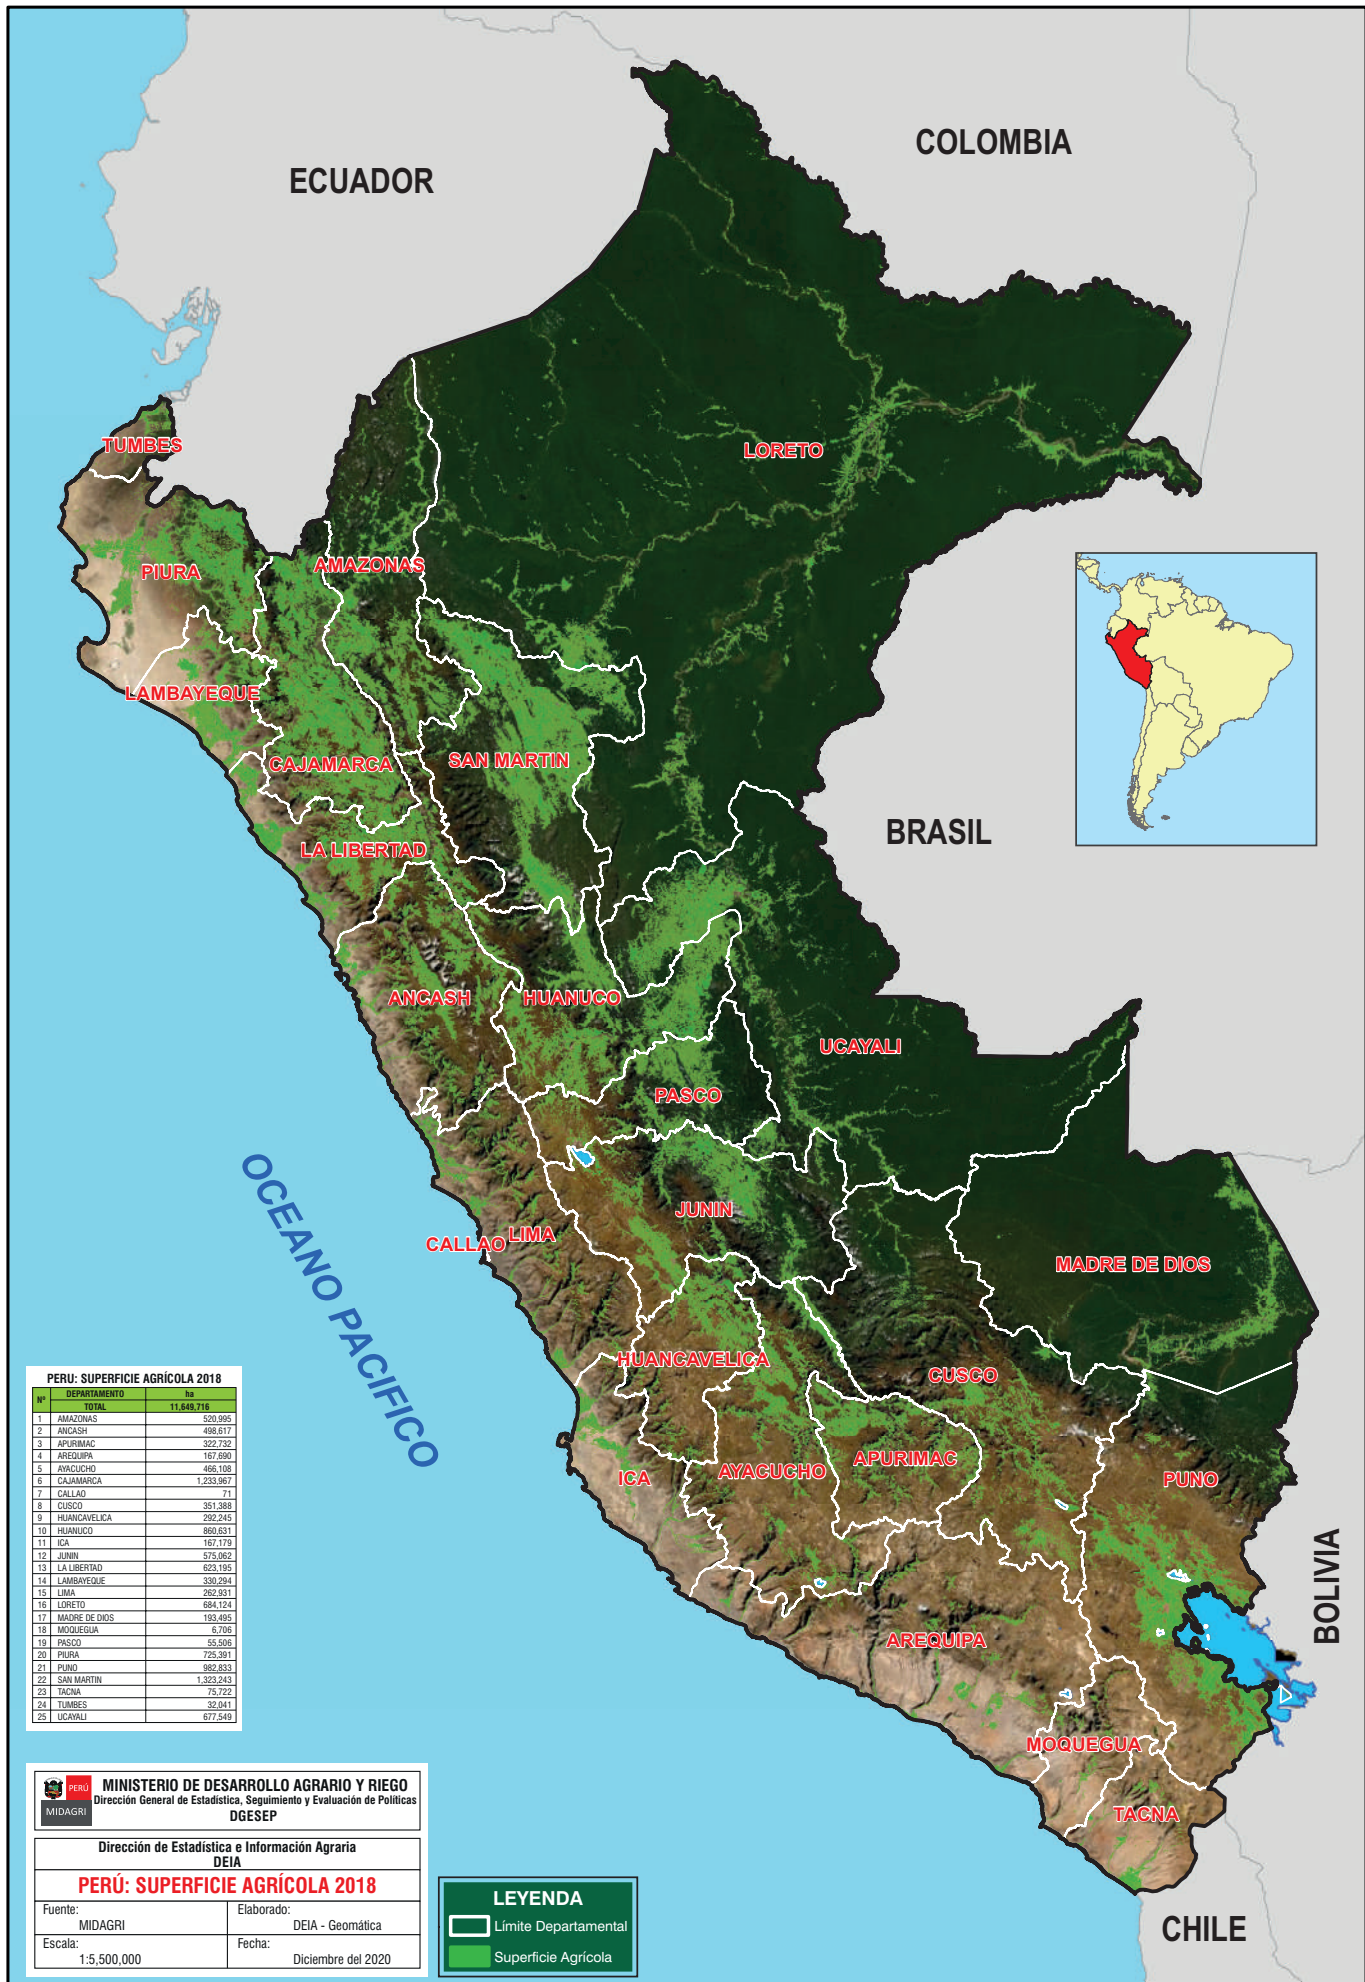 COLOMBIA
ECUADOR
TUMBES
LORETO
AMAZONAS
PIURA
LAMBAYEQUE
CAJAMARCA
SAN MARTIN
BRASIL
LA LIBERTAD
ANCASH
HUANUCO
UCAYALI
PASCO
OCEANO PACIFICO
JUNIN
LIMA
CALLAO
MADRE DE DIOS
HUANCAVELICA
CUSCO
APURIMAC
AYACUCHO
ICA
PUNO
BOLIVIA
AREQUIPA
MOQUEGUA
TACNA
CHILE
PERU: SUPERFICIE AGRÍCOLA 2018
N° DEPARTAMENTO ha
TOTAL 11,649,716
1 AMAZONAS 520,995
2 ANCASH 498,617
3 APURIMAC 322,732
4 AREQUIPA 167,690
5 AYACUCHO 466,108
6 CAJAMARCA 1,233,967
7 CALLAO 71
8 CUSCO 351,388
9 HUANCAVELICA 292,245
10 HUANUCO 860,631
11 ICA 167,179
12 JUNIN 575,062
13 LA LIBERTAD 623,195
14 LAMBAYEQUE 330,294
15 LIMA 262,931
16 LORETO 684,124
17 MADRE DE DIOS 193,495
18 MOQUEGUA 6,706
19 PASCO 55,506
20 PIURA 725,391
21 PUNO 982,833
22 SAN MARTIN 1,323,243
23 TACNA 75,722
24 TUMBES 32,041
25 UCAYALI 677,549
PERÚ
MIDAGRI
MINISTERIO DE DESARROLLO AGRARIO Y RIEGO
Dirección General de Estadística, Seguimiento y Evaluación de Políticas
DGESEP
Dirección de Estadística e Información Agraria
DEIA
PERÚ: SUPERFICIE AGRÍCOLA 2018
Fuente:
MIDAGRI
Elaborado:
DEIA - Geomática
Escala:
1:5,500,000
Fecha:
Diciembre del 2020
LEYENDA
Límite Departamental
Superficie Agrícola